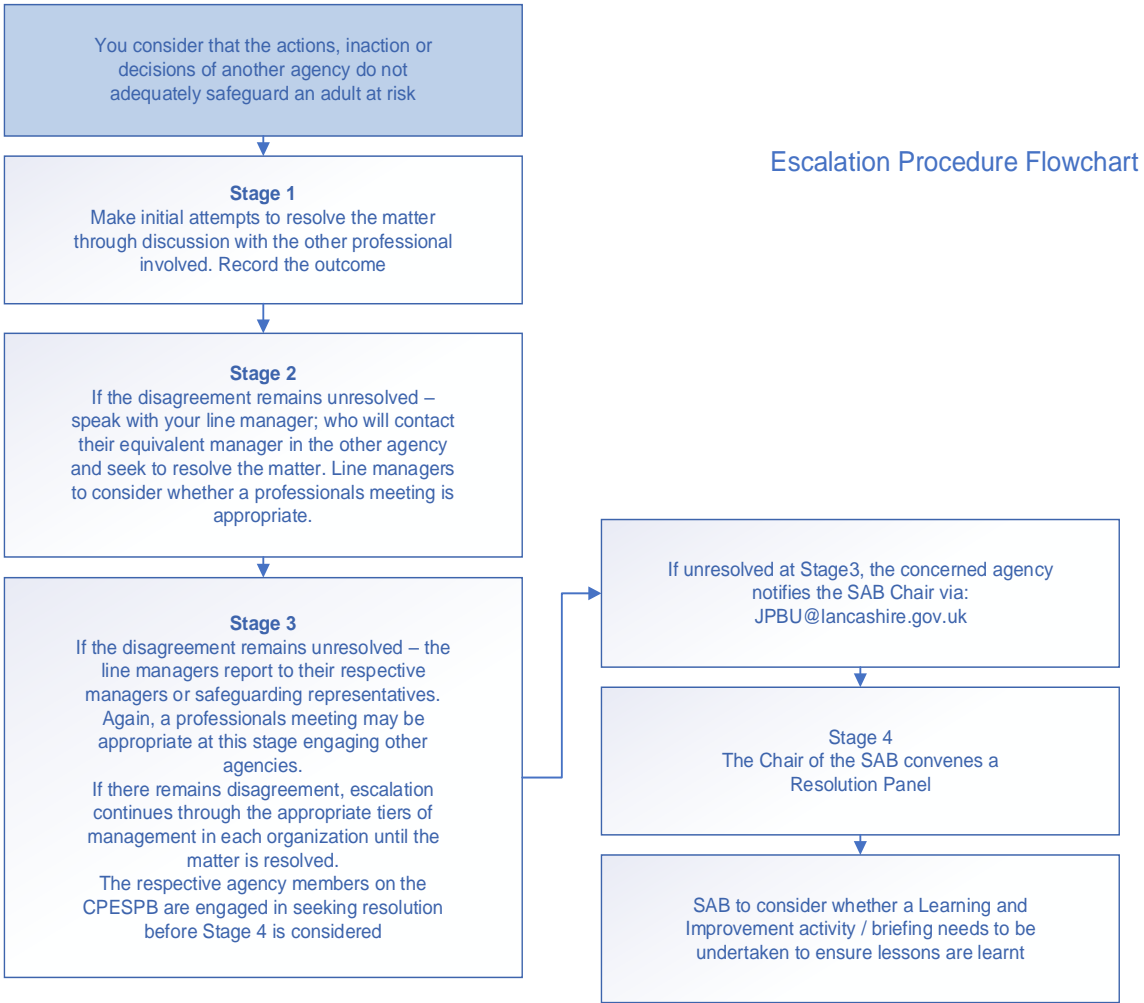 Escalation Procedure Flowchart
You consider that the actions, inaction or
decisions of another agency do not
adequately safeguard an adult at risk
Stage 1
Make initial attempts to resolve the matter
through discussion with the other professional
involved. Record the outcome
Stage 2
If the disagreement remains unresolved –
speak with your line manager; who will contact
their equivalent manager in the other agency
and seek to resolve the matter. Line managers
to consider whether a professionals meeting is
appropriate.
Stage 3
If the disagreement remains unresolved – the
line managers report to their respective
managers or safeguarding representatives.
Again, a professionals meeting may be
appropriate at this stage engaging other
agencies.
If there remains disagreement, escalation
continues through the appropriate tiers of
management in each organization until the
matter is resolved.
The respective agency members on the
CPESPB are engaged in seeking resolution
before Stage 4 is considered
If unresolved at Stage3, the concerned agency
notifies the SAB Chair via:
JPBU@lancashire.gov.uk
Stage 4
The Chair of the SAB convenes a
Resolution Panel
SAB to consider whether a Learning and
Improvement activity / briefing needs to be
undertaken to ensure lessons are learnt